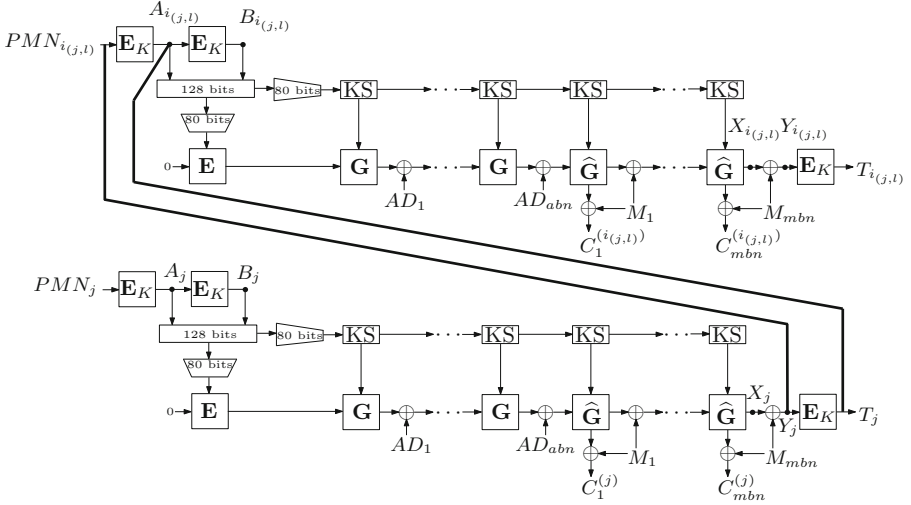 A_{i_{(j,l)}} B_{i_{(j,l)}}
PMN_{i_{(j,l)}} E_K E_K
128 bits 80 bits KS · · · KS KS · · · KS
80 bits
X_{i_{(j,l)}} Y_{i_{(j,l)}}
0 E G · · · G Ĝ · · · Ĝ E_K T_{i_{(j,l)}}
AD_1 AD_{abn} M_1 M_{mbn}
C_1^{(i_{(j,l)})} C_{mbn}^{(i_{(j,l)})}
A_j B_j
PMN_j E_K E_K
128 bits 80 bits KS · · · KS KS · · · KS
80 bits
X_j
0 E G · · · G Ĝ · · · Ĝ Y_j E_K T_j
AD_1 AD_{abn} M_1 M_{mbn}
C_1^{(j)} C_{mbn}^{(j)}